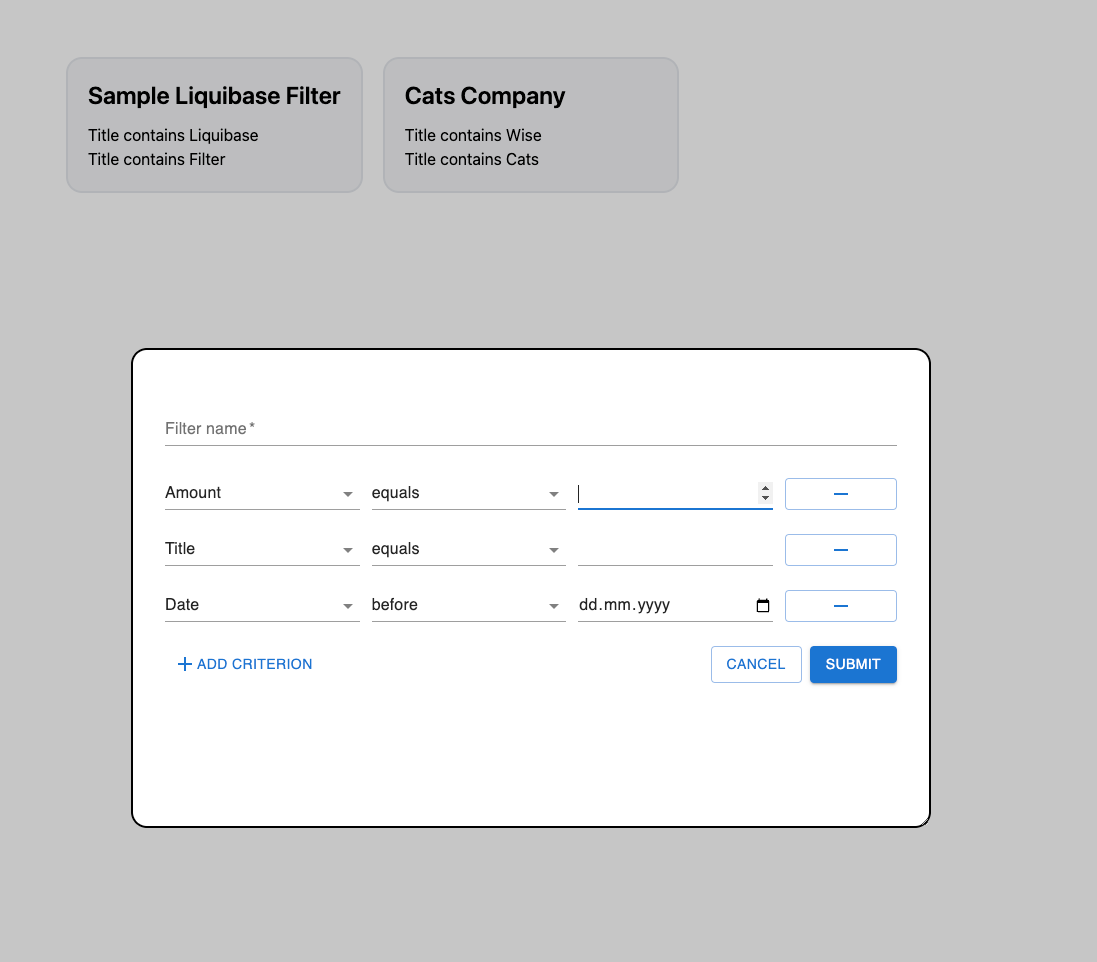 Sample Liquibase Filter
Title contains Liquibase
Title contains Filter
Cats Company
Title contains Wise
Title contains Cats
Filter name*
Amount equals
Title equals
Date before dd.mm.yyyy
ADD CRITERION CANCEL SUBMIT